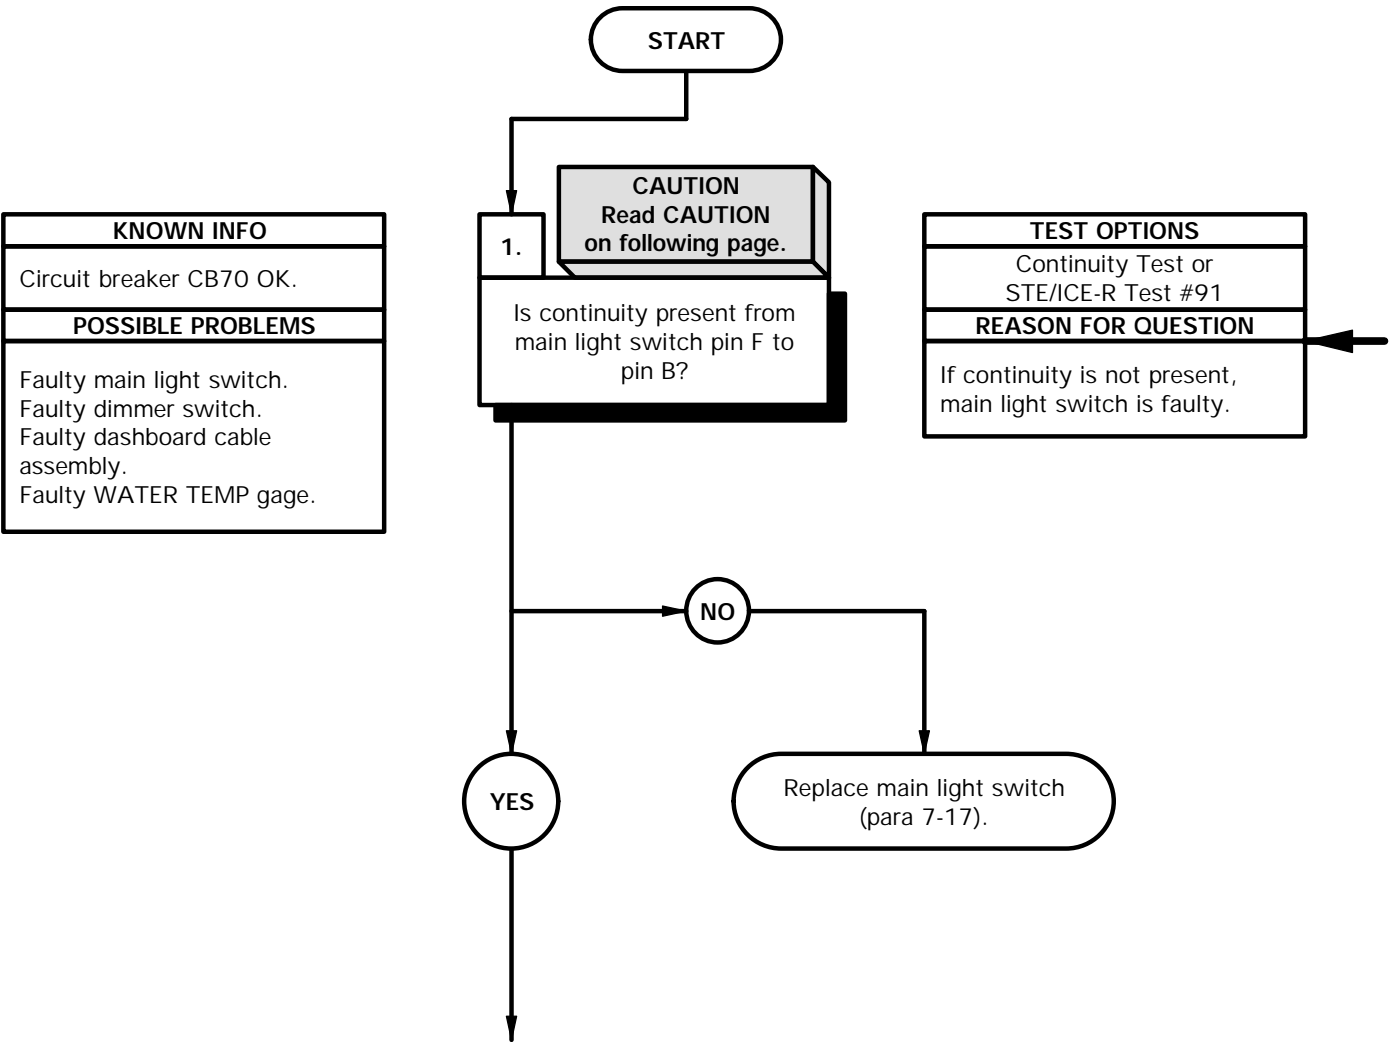 START
CAUTION
Read CAUTION
on following page.
1.
Is continuity present from
main light switch pin F to
pin B?
KNOWN INFO
Circuit breaker CB70 OK.
POSSIBLE PROBLEMS
Faulty main light switch.
Faulty dimmer switch.
Faulty dashboard cable
assembly.
Faulty WATER TEMP gage.
TEST OPTIONS
Continuity Test or
STE/ICE-R Test #91
REASON FOR QUESTION
If continuity is not present,
main light switch is faulty.
NO
YES
Replace main light switch
(para 7-17).